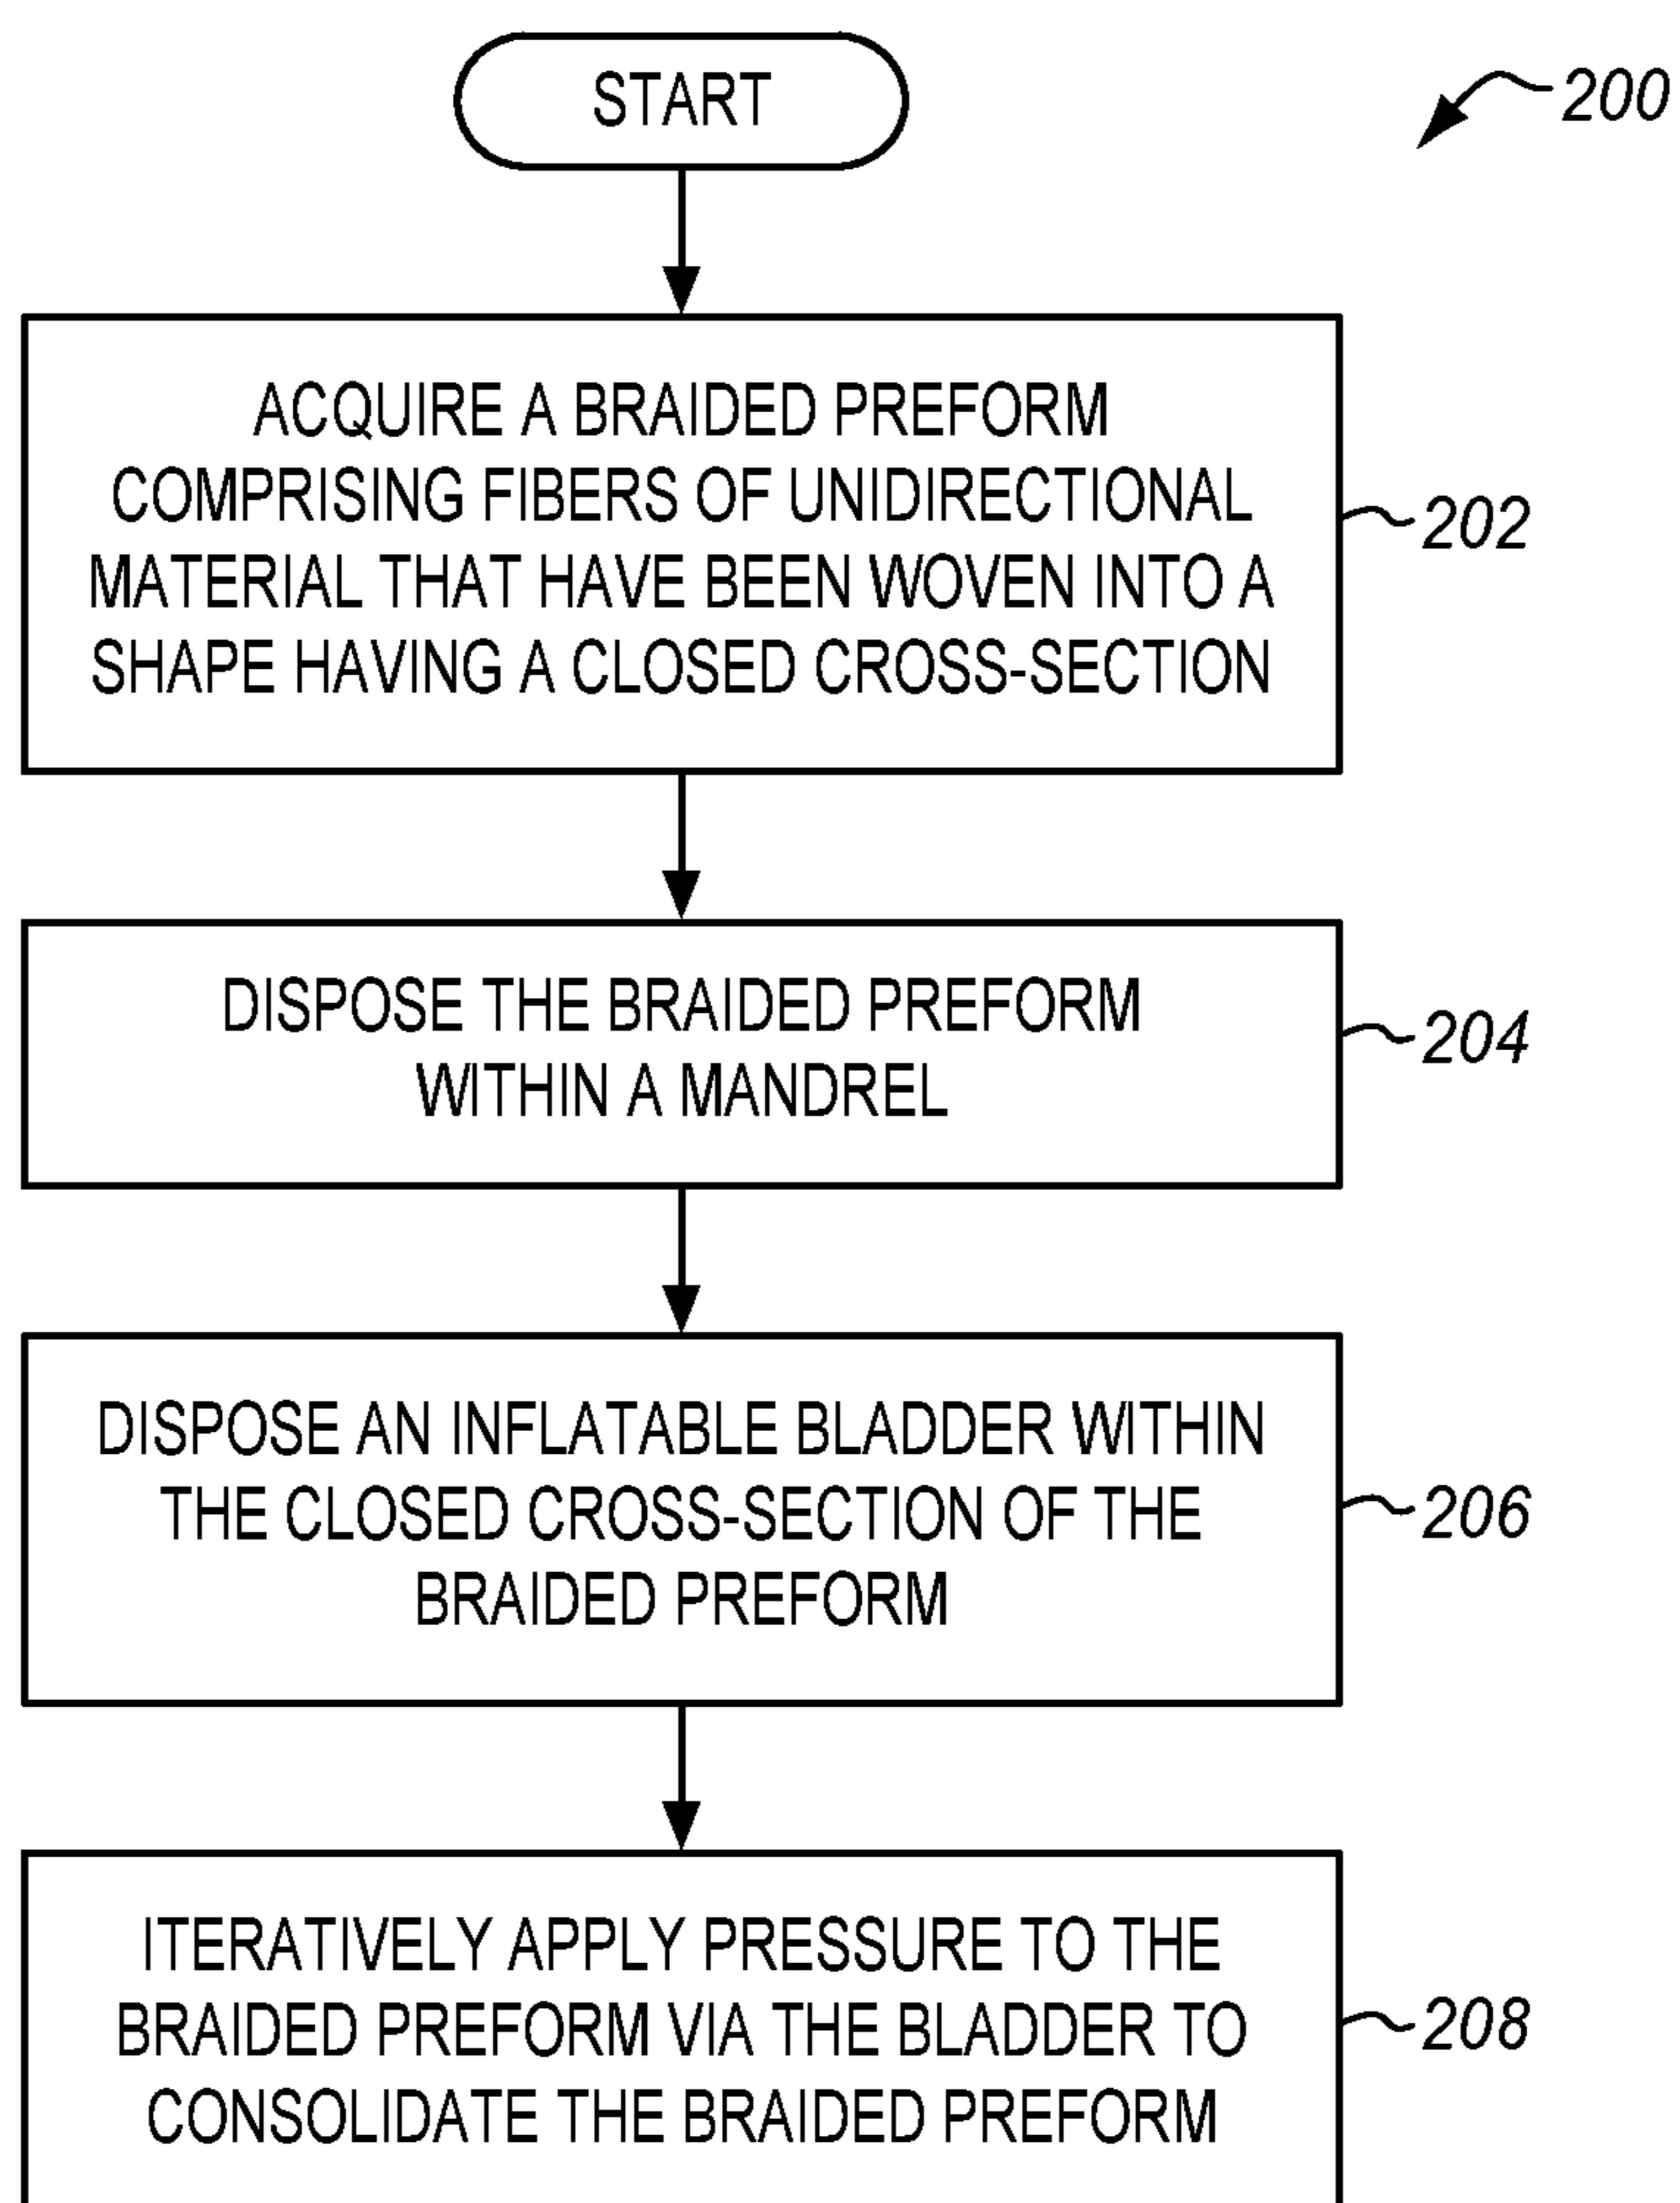 START
200
ACQUIRE A BRAIDED PREFORM
COMPRISING FIBERS OF UNIDIRECTIONAL
MATERIAL THAT HAVE BEEN WOVEN INTO A
SHAPE HAVING A CLOSED CROSS-SECTION
202
DISPOSE THE BRAIDED PREFORM
WITHIN A MANDREL
204
DISPOSE AN INFLATABLE BLADDER WITHIN
THE CLOSED CROSS-SECTION OF THE
BRAIDED PREFORM
206
ITERATIVELY APPLY PRESSURE TO THE
BRAIDED PREFORM VIA THE BLADDER TO
CONSOLIDATE THE BRAIDED PREFORM
208